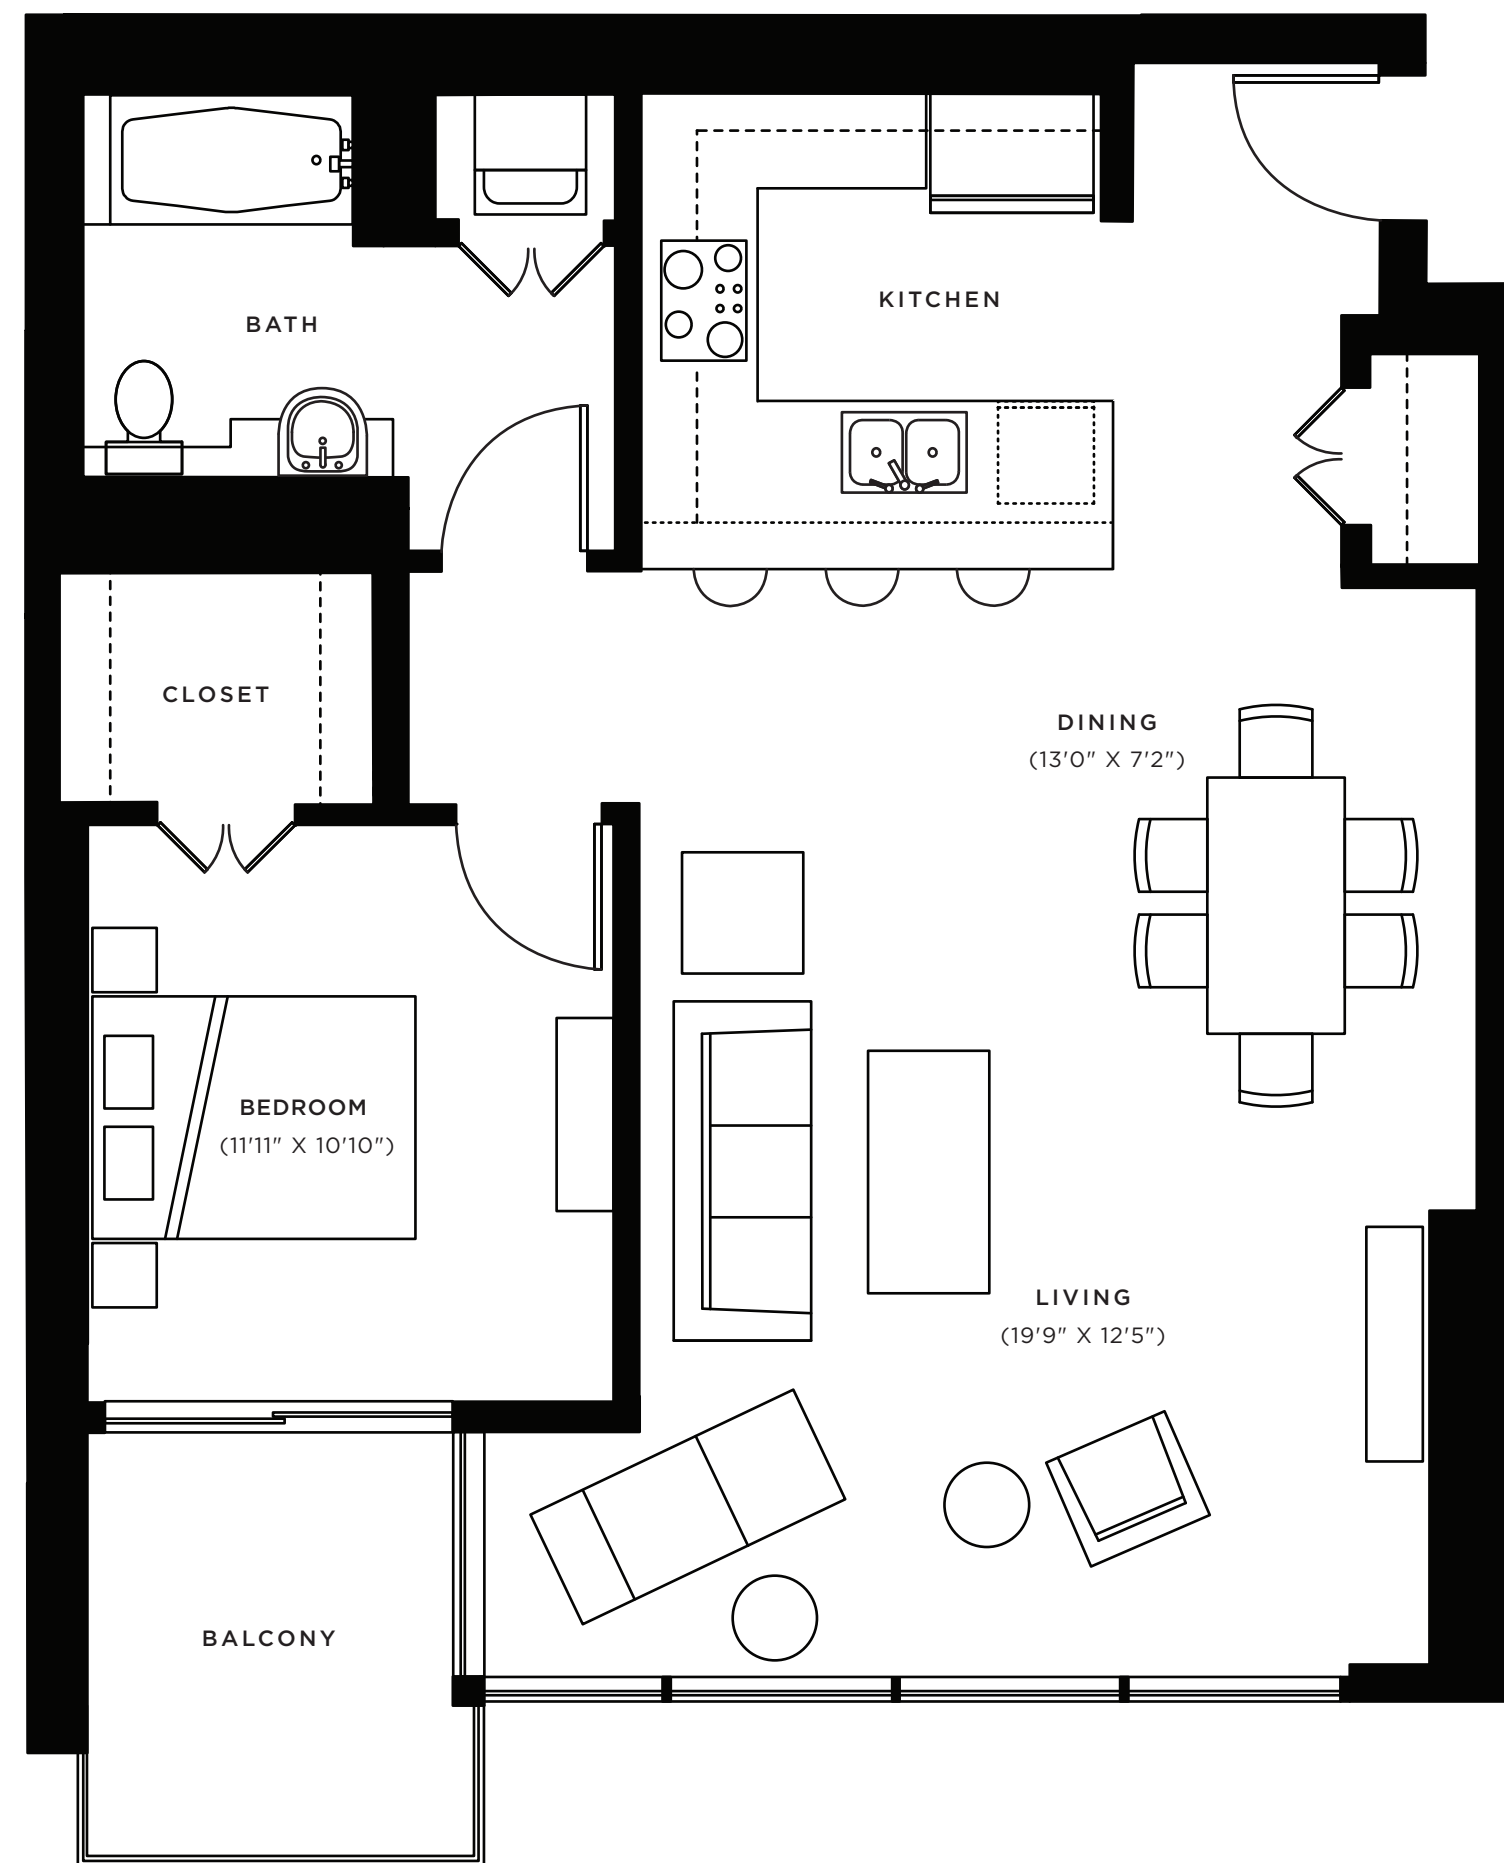 KITCHEN
BATH
CLOSET
DINING
(13'0" X 7'2")
BEDROOM
(11'11" X 10'10")
LIVING
(19'9" X 12'5")
BALCONY